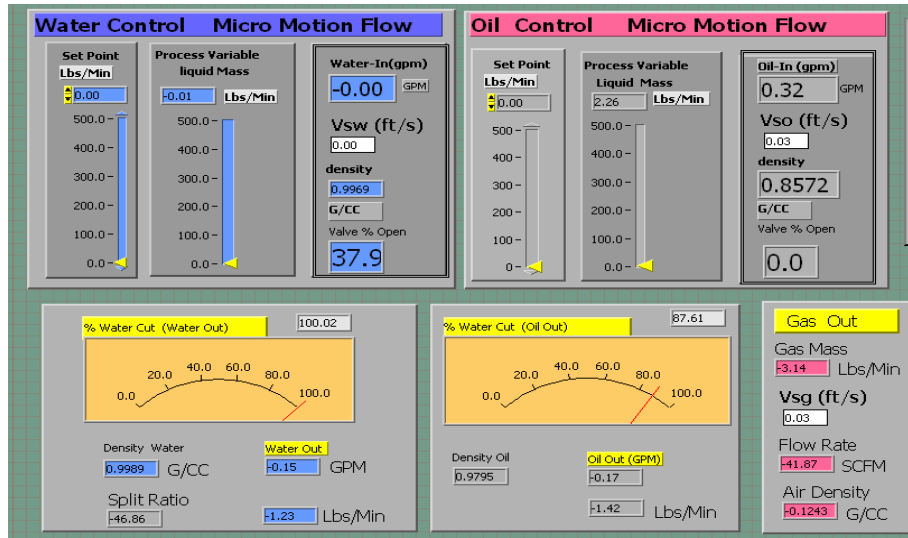 Water Control Micro Motion Flow
Set Point
Lbs/Min
0.00
500.0
400.0
300.0
200.0
100.0
0.0
Process Variable
liquid Mass
-0.01 Lbs/Min
500.0
400.0
300.0
200.0
100.0
0.0
Water-In(gpm)
-0.00 GPM
Vsw (ft/s)
0.00
density
0.9969
G/CC
Valve % Open
37.9
Oil Control Micro Motion Flow
Set Point
Lbs/Min
0.00
500
400
300
200
100
0
Process Variable
Liquid Mass
2.26 Lbs/Min
500.0
400.0
300.0
200.0
100.0
0.0
Oil-In (gpm)
0.32 GPM
Vso (ft/s)
0.03
density
0.8572
G/CC
Valve % Open
0.0
% Water Cut (Water Out) 100.02
0.0 20.0 40.0 60.0 80.0 100.0
Density Water
0.9989 G/CC
Water Out
-0.15 GPM
Split Ratio
-46.86
-1.23 Lbs/Min
% Water Cut (Oil Out) 87.61
0.0 20.0 40.0 60.0 80.0 100.0
Density Oil
0.9795
Oil Out (GPM)
-0.17
-1.42 Lbs/Min
Gas Out
Gas Mass
-3.14 Lbs/Min
Vsg (ft/s)
0.03
Flow Rate
-41.87 SCFM
Air Density
-0.1243 G/CC